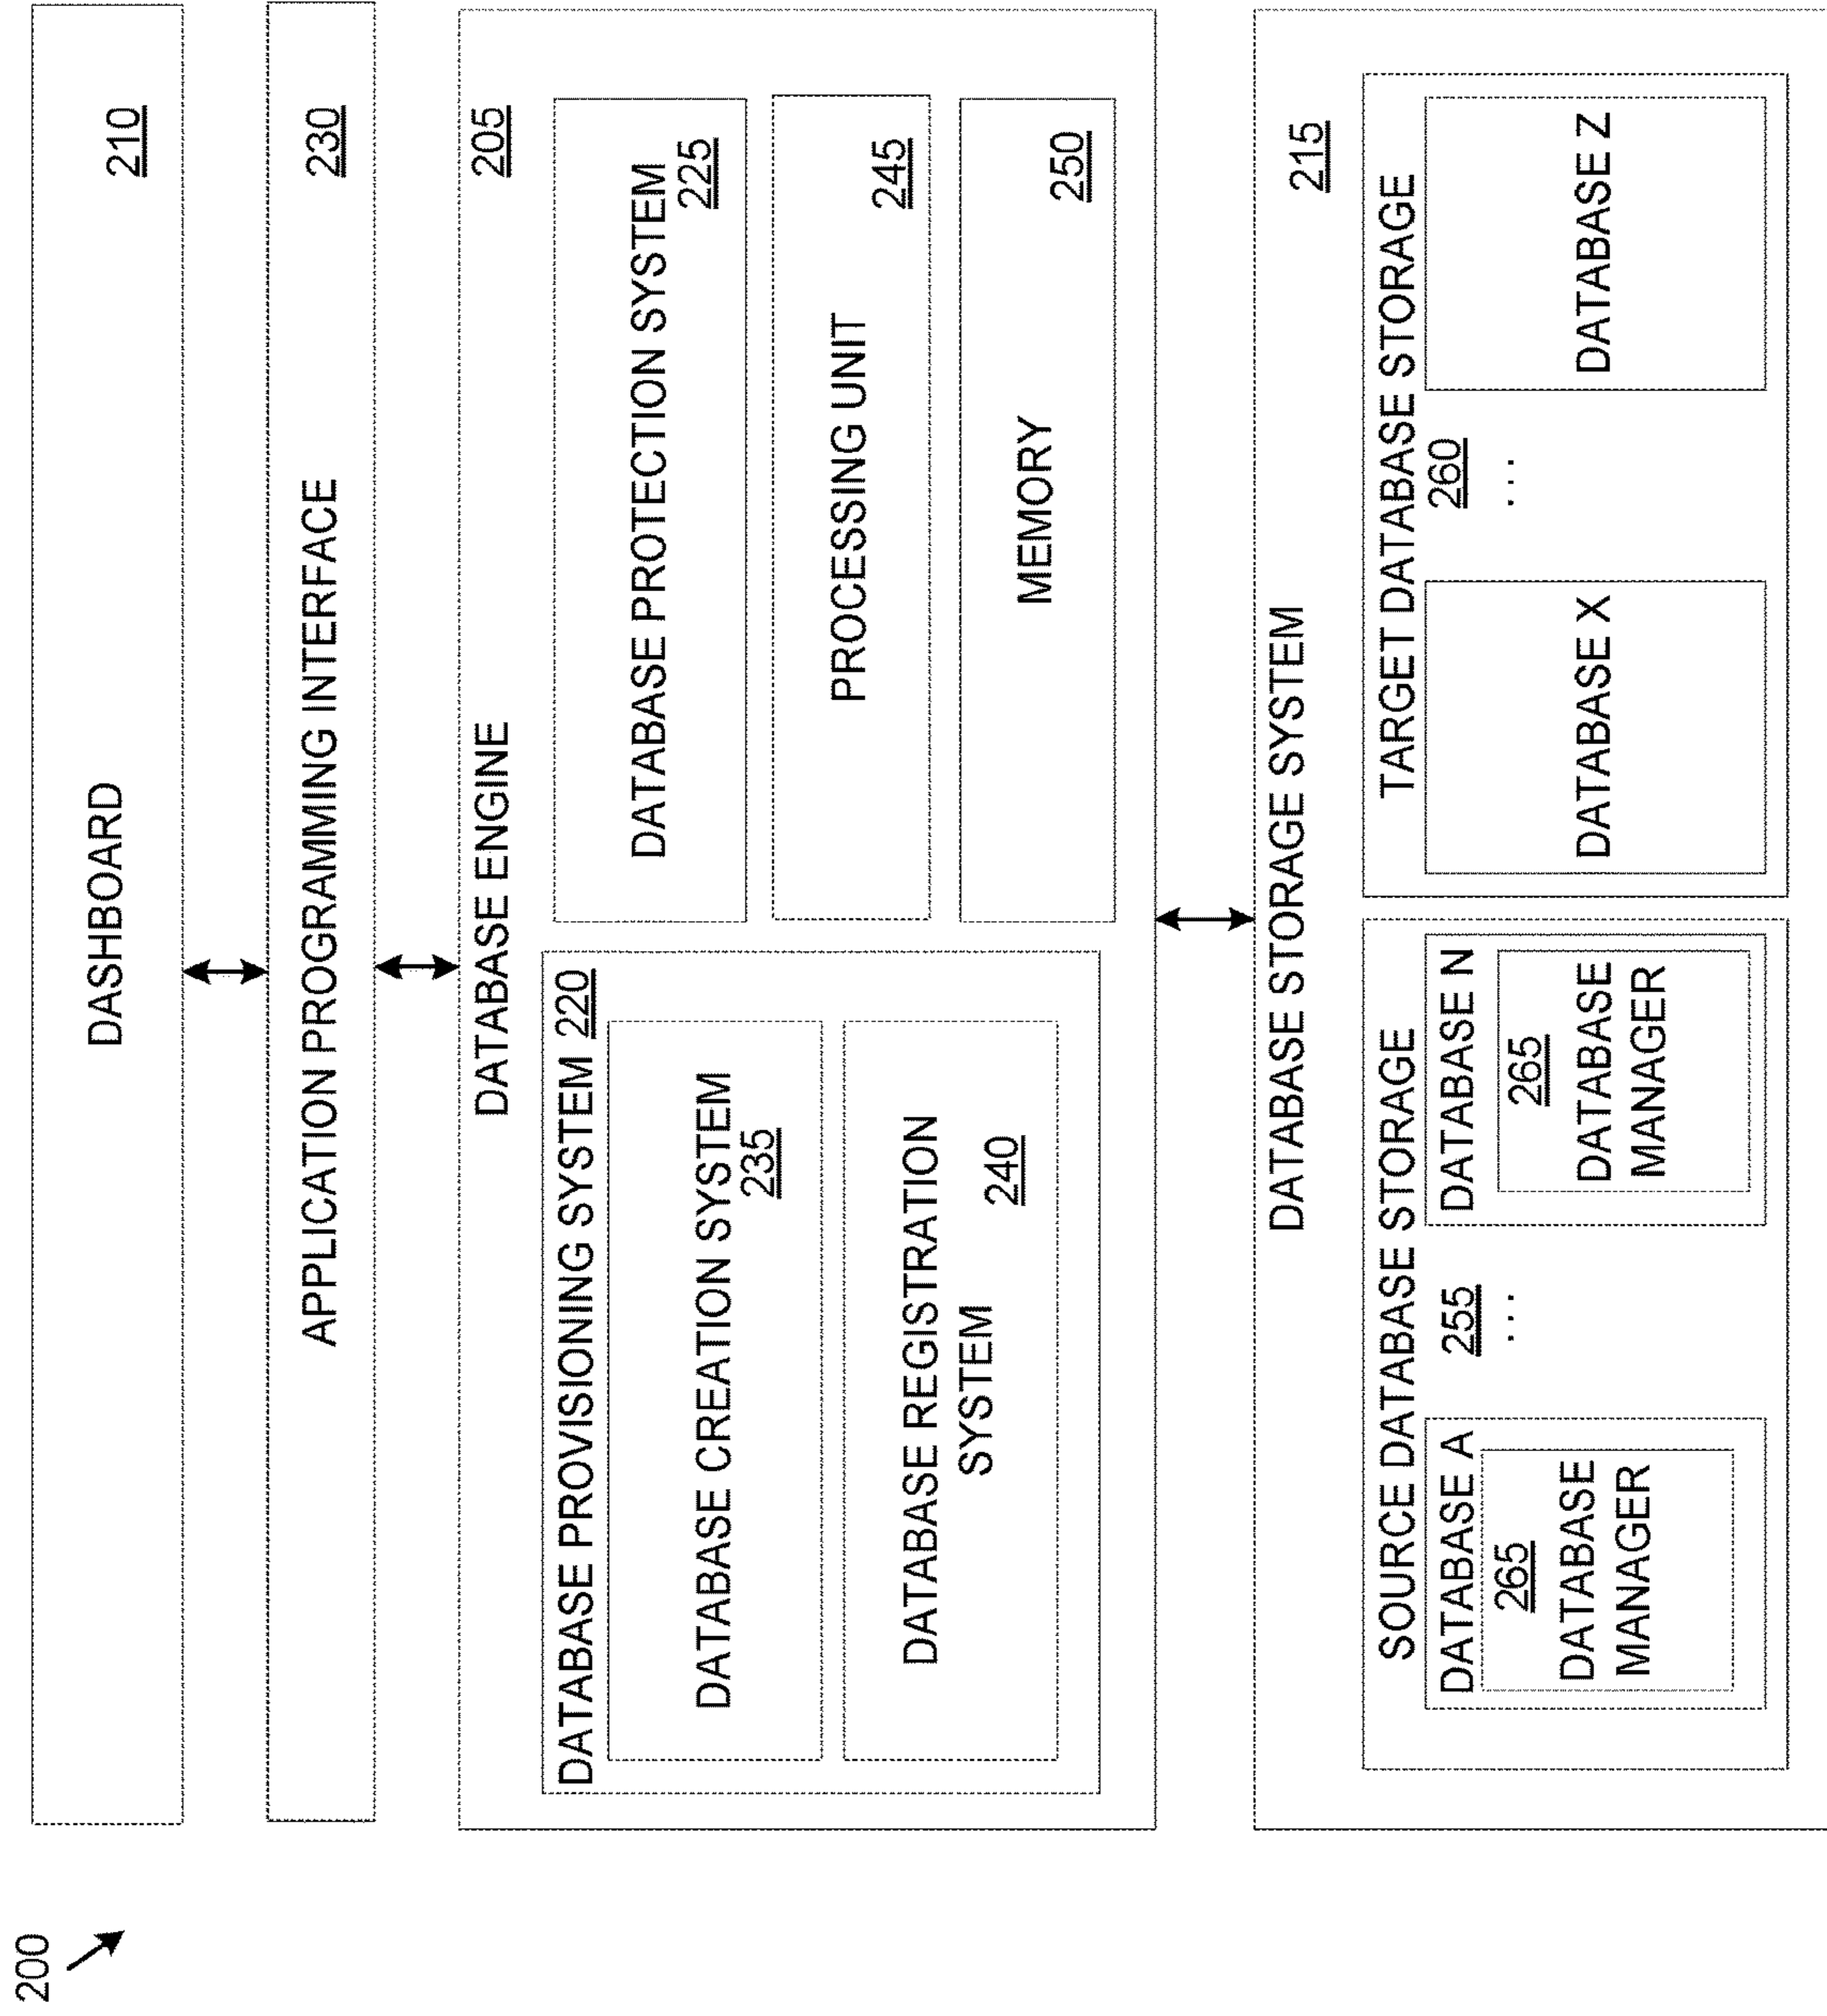 200
DASHBOARD
210
APPLICATION PROGRAMMING INTERFACE
230
DATABASE ENGINE
205
DATABASE PROVISIONING SYSTEM 220
DATABASE CREATION SYSTEM
235
DATABASE REGISTRATION
SYSTEM
240
DATABASE PROTECTION SYSTEM
225
PROCESSING UNIT
245
MEMORY
250
DATABASE STORAGE SYSTEM
215
SOURCE DATABASE STORAGE
255
...
DATABASE A
265
DATABASE
MANAGER
DATABASE N
265
DATABASE
MANAGER
TARGET DATABASE STORAGE
260
...
DATABASE X
DATABASE Z